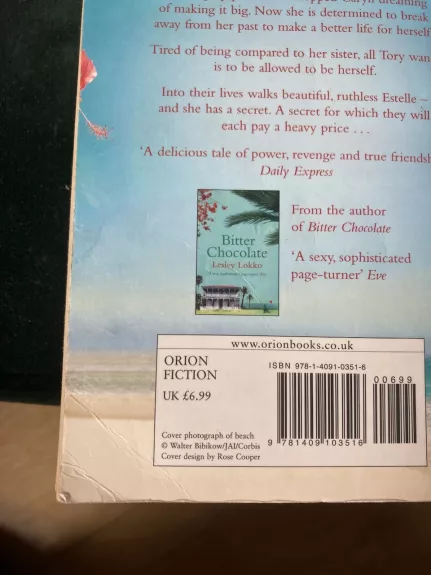 Caryn dreaming
of making it big. Now she is determined to break
away from her past to make a better life for herself
Tired of being compared to her sister, all Tory wan
is to be allowed to be herself.
Into their lives walks beautiful, ruthless Estelle –
and she has a secret. A secret for which they will
each pay a heavy price . . .
‘A delicious tale of power, revenge and true friendsh
Daily Express
Bitter
Chocolate
Lesley Lokko
From the author
of Bitter Chocolate
‘A sexy, sophisticated
page-turner’ Eve
www.orionbooks.co.uk
ORION
FICTION
UK £6.99
ISBN 978-1-4091-0351-6
00699
9 781409 103516
Cover photograph of beach
© Walter Bibikow/JAI/Corbis
Cover design by Rose Cooper